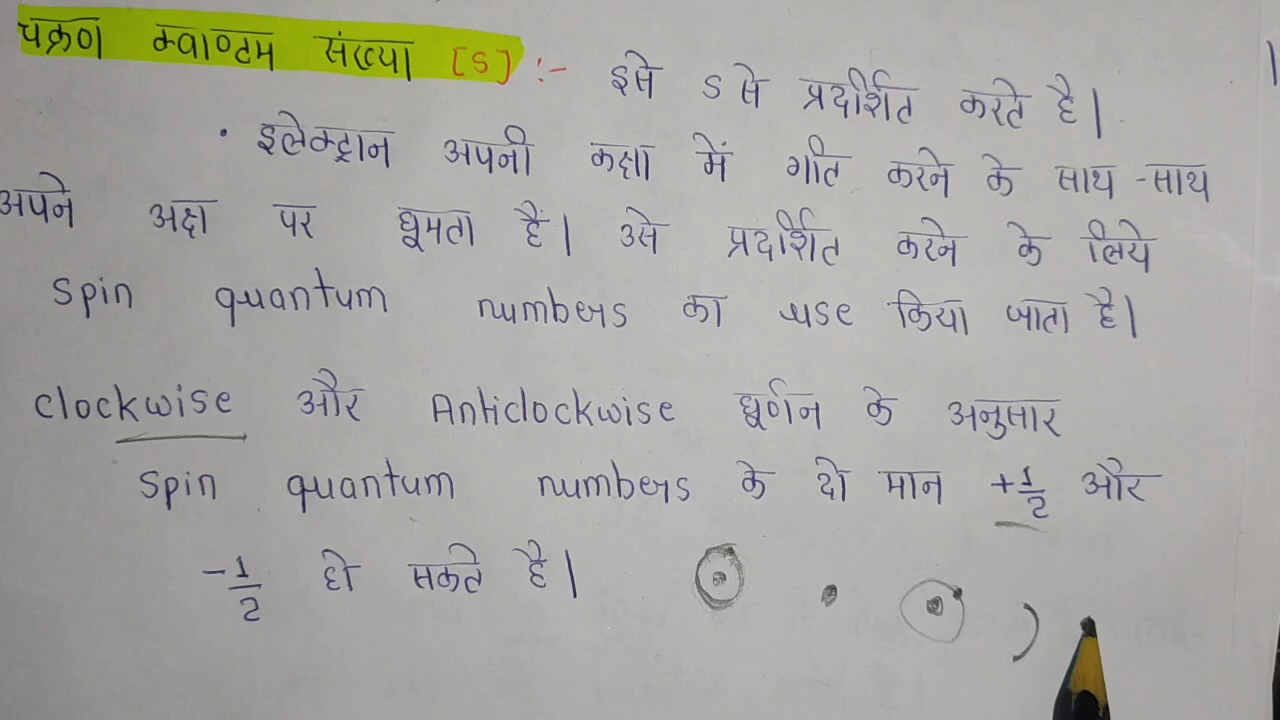 चक्रण क्वाण्टम संख्या [S] :- इसे S से प्रदर्शित करते है।
• इलेक्ट्रान अपनी कक्षा में गति करने के साथ-साथ
अपने अक्ष पर घूमता हैं। उसे प्रदर्शित करने के लिये
Spin quantum numbers का use किया जाता है।
clockwise और Anticlockwise घूर्णन के अनुसार
Spin quantum numbers के दो मान +1/2 और
-1/2 हो सकते है।